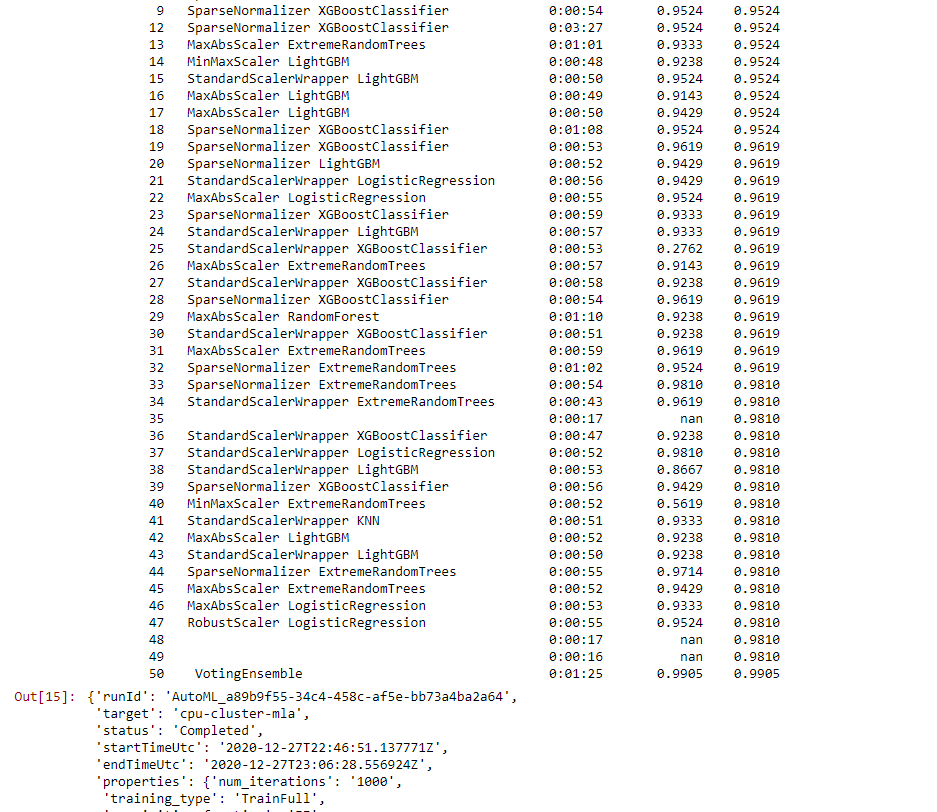 9 SparseNormalizer XGBoostClassifier 0:00:54 0.9524 0.9524
12 SparseNormalizer XGBoostClassifier 0:03:27 0.9524 0.9524
13 MaxAbsScaler ExtremeRandomTrees 0:01:01 0.9333 0.9524
14 MinMaxScaler LightGBM 0:00:48 0.9238 0.9524
15 StandardScalerWrapper LightGBM 0:00:50 0.9524 0.9524
16 MaxAbsScaler LightGBM 0:00:49 0.9143 0.9524
17 MaxAbsScaler LightGBM 0:00:50 0.9429 0.9524
18 SparseNormalizer XGBoostClassifier 0:01:08 0.9524 0.9524
19 SparseNormalizer XGBoostClassifier 0:00:53 0.9619 0.9619
20 SparseNormalizer LightGBM 0:00:52 0.9429 0.9619
21 StandardScalerWrapper LogisticRegression 0:00:56 0.9429 0.9619
22 MaxAbsScaler LogisticRegression 0:00:55 0.9524 0.9619
23 SparseNormalizer XGBoostClassifier 0:00:59 0.9333 0.9619
24 StandardScalerWrapper LightGBM 0:00:57 0.9333 0.9619
25 StandardScalerWrapper XGBoostClassifier 0:00:53 0.2762 0.9619
26 MaxAbsScaler ExtremeRandomTrees 0:00:57 0.9143 0.9619
27 StandardScalerWrapper XGBoostClassifier 0:00:58 0.9238 0.9619
28 SparseNormalizer XGBoostClassifier 0:00:54 0.9619 0.9619
29 MaxAbsScaler RandomForest 0:01:10 0.9238 0.9619
30 StandardScalerWrapper XGBoostClassifier 0:00:51 0.9238 0.9619
31 MaxAbsScaler ExtremeRandomTrees 0:00:59 0.9619 0.9619
32 SparseNormalizer ExtremeRandomTrees 0:01:02 0.9524 0.9619
33 SparseNormalizer ExtremeRandomTrees 0:00:54 0.9810 0.9810
34 StandardScalerWrapper ExtremeRandomTrees 0:00:43 0.9619 0.9810
35 0:00:17 nan 0.9810
36 StandardScalerWrapper XGBoostClassifier 0:00:47 0.9238 0.9810
37 StandardScalerWrapper LogisticRegression 0:00:52 0.9810 0.9810
38 StandardScalerWrapper LightGBM 0:00:53 0.8667 0.9810
39 SparseNormalizer XGBoostClassifier 0:00:56 0.9429 0.9810
40 MinMaxScaler ExtremeRandomTrees 0:00:52 0.5619 0.9810
41 StandardScalerWrapper KNN 0:00:51 0.9333 0.9810
42 MaxAbsScaler LightGBM 0:00:52 0.9238 0.9810
43 StandardScalerWrapper LightGBM 0:00:50 0.9238 0.9810
44 SparseNormalizer ExtremeRandomTrees 0:00:55 0.9714 0.9810
45 MaxAbsScaler ExtremeRandomTrees 0:00:52 0.9429 0.9810
46 MaxAbsScaler LogisticRegression 0:00:53 0.9333 0.9810
47 RobustScaler LogisticRegression 0:00:55 0.9524 0.9810
48 0:00:17 nan 0.9810
49 0:00:16 nan 0.9810
50 VotingEnsemble 0:01:25 0.9905 0.9905
Out[15]: {'runId': 'AutoML_a89b9f55-34c4-458c-af5e-bb73a4ba2a64',
'target': 'cpu-cluster-mla',
'status': 'Completed',
'startTimeUtc': '2020-12-27T22:46:51.137771Z',
'endTimeUtc': '2020-12-27T23:06:28.556924Z',
'properties': {'num_iterations': '1000',
'training_type': 'TrainFull',